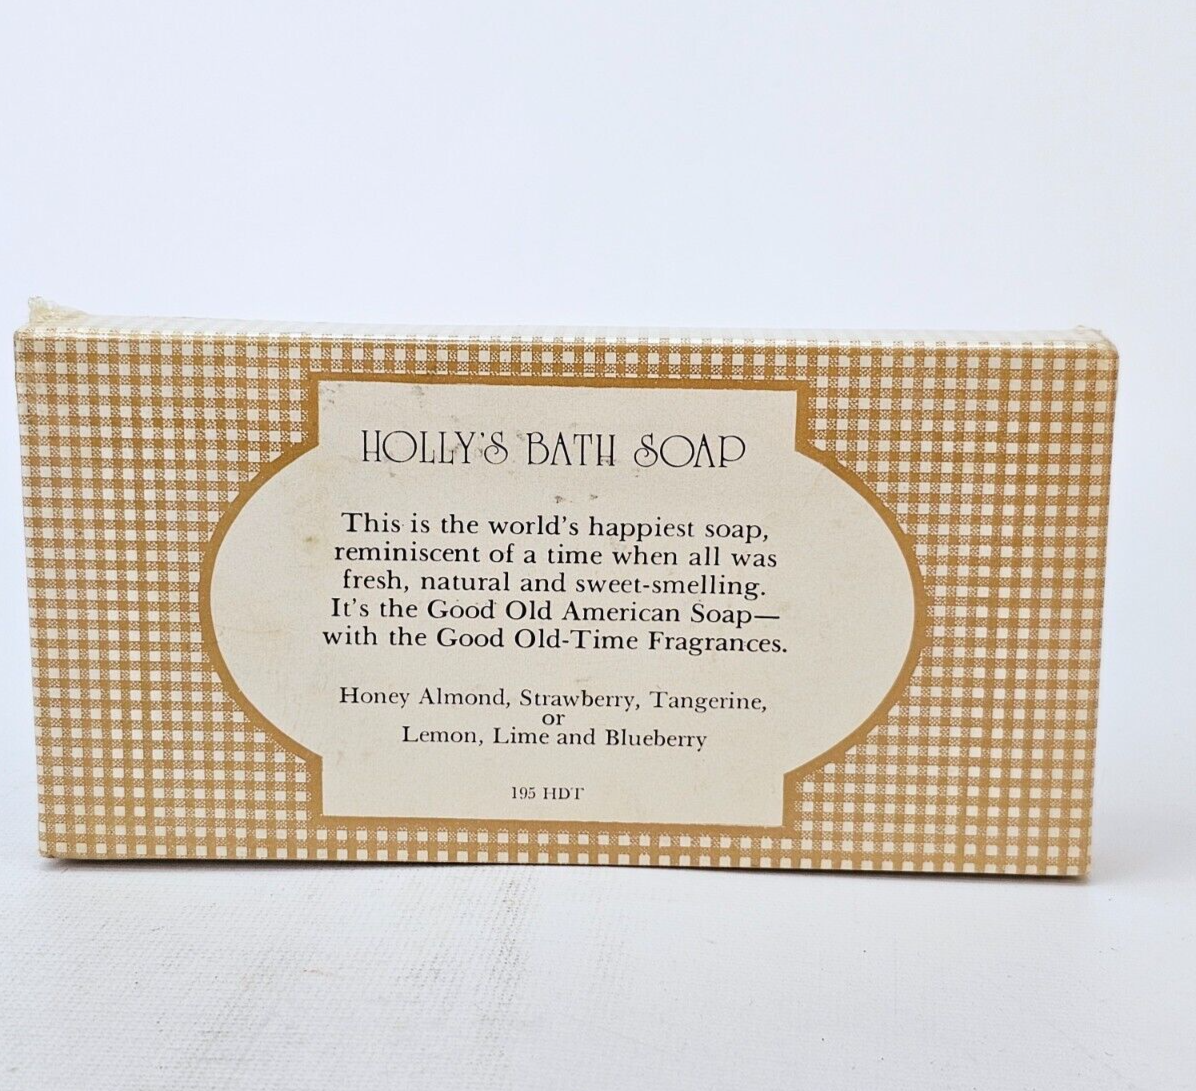 HOLLY'S BATH SOAP
This is the world's happiest soap,
reminiscent of a time when all was
fresh, natural and sweet-smelling.
It's the Good Old American Soap—
with the Good Old-Time Fragrances.
Honey Almond, Strawberry, Tangerine,
or
Lemon, Lime and Blueberry
195 HDT